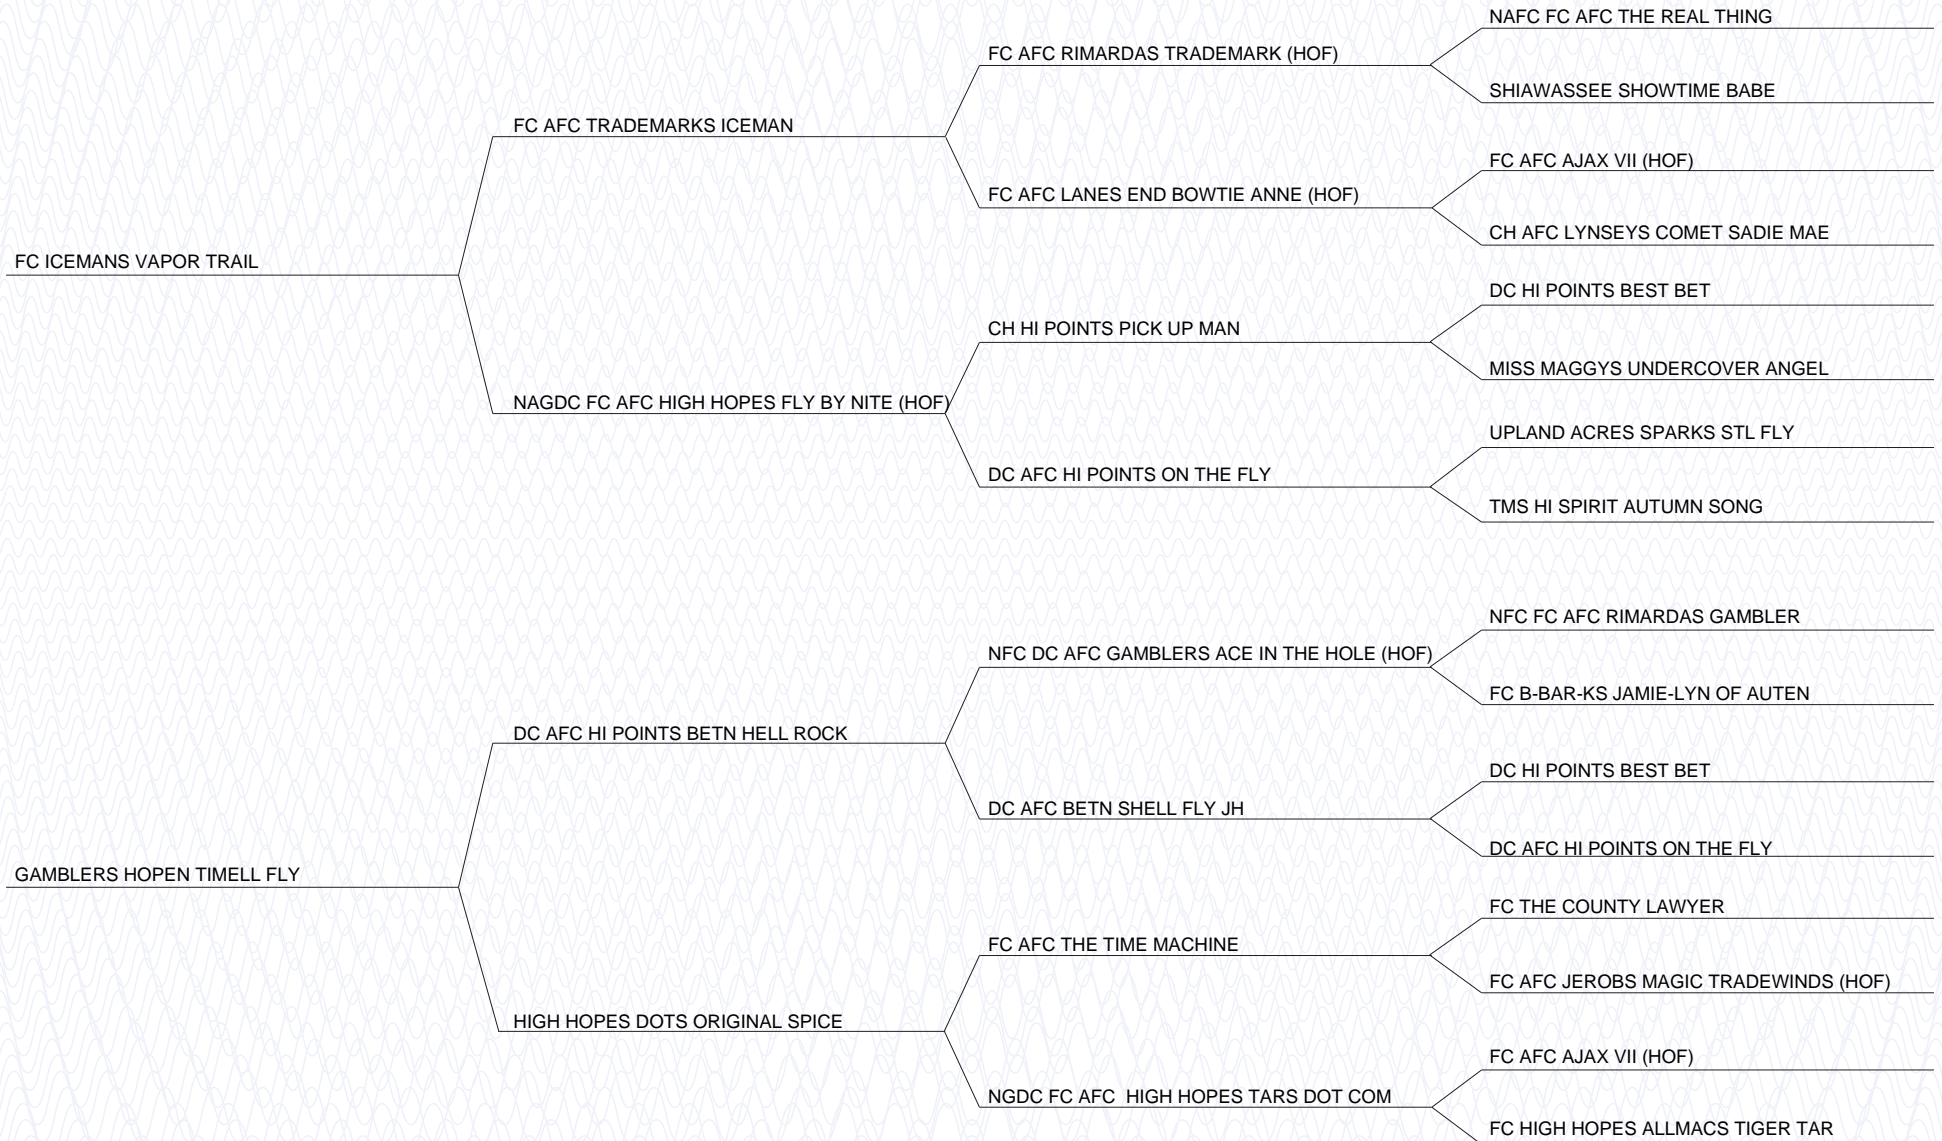 NAFC FC AFC THE REAL THING
FC AFC RIMARDAS TRADEMARK (HOF)
SHIAWASSEE SHOWTIME BABE
FC AFC TRADEMARKS ICEMAN
FC AFC AJAX VII (HOF)
FC AFC LANES END BOWTIE ANNE (HOF)
CH AFC LYNSEYS COMET SADIE MAE
FC ICEMANS VAPOR TRAIL
DC HI POINTS BEST BET
CH HI POINTS PICK UP MAN
MISS MAGGYS UNDERCOVER ANGEL
NAGDC FC AFC HIGH HOPES FLY BY NITE (HOF)
UPLAND ACRES SPARKS STL FLY
DC AFC HI POINTS ON THE FLY
TMS HI SPIRIT AUTUMN SONG
NFC FC AFC RIMARDAS GAMBLER
NFC DC AFC GAMBLERS ACE IN THE HOLE (HOF)
FC B-BAR-KS JAMIE-LYN OF AUTEN
DC AFC HI POINTS BETN HELL ROCK
DC HI POINTS BEST BET
DC AFC BETN SHELL FLY JH
DC AFC HI POINTS ON THE FLY
GAMBLERS HOPEN TIMELL FLY
FC THE COUNTY LAWYER
FC AFC THE TIME MACHINE
FC AFC JEROBS MAGIC TRADEWINDS (HOF)
HIGH HOPES DOTS ORIGINAL SPICE
FC AFC AJAX VII (HOF)
NGDC FC AFC  HIGH HOPES TARS DOT COM
FC HIGH HOPES ALLMACS TIGER TAR